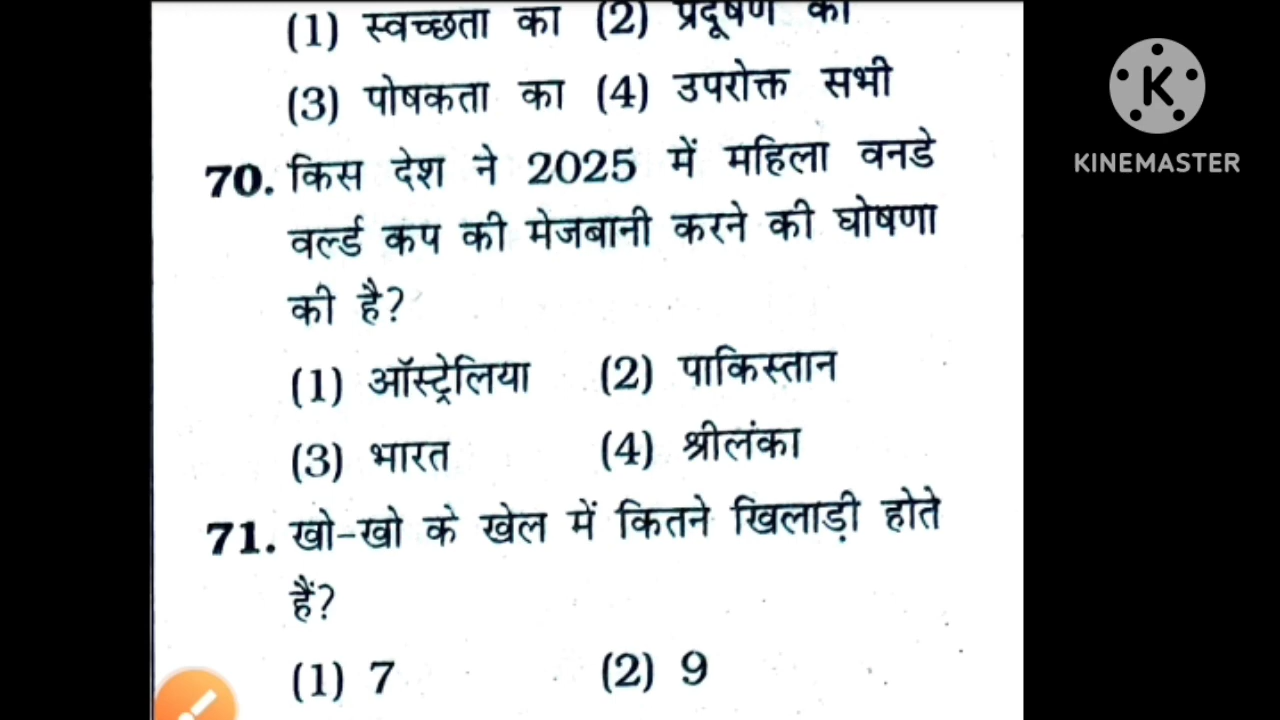 (1) स्वच्छता का (2) प्रदूषण का
(3) पोषकता का (4) उपरोक्त सभी
70. किस देश ने 2025 में महिला वनडे
वर्ल्ड कप की मेजबानी करने की घोषणा
की है?
(1) ऑस्ट्रेलिया (2) पाकिस्तान
(3) भारत (4) श्रीलंका
71. खो-खो के खेल में कितने खिलाड़ी होते
हैं?
(1) 7 (2) 9
K
KINEMASTER